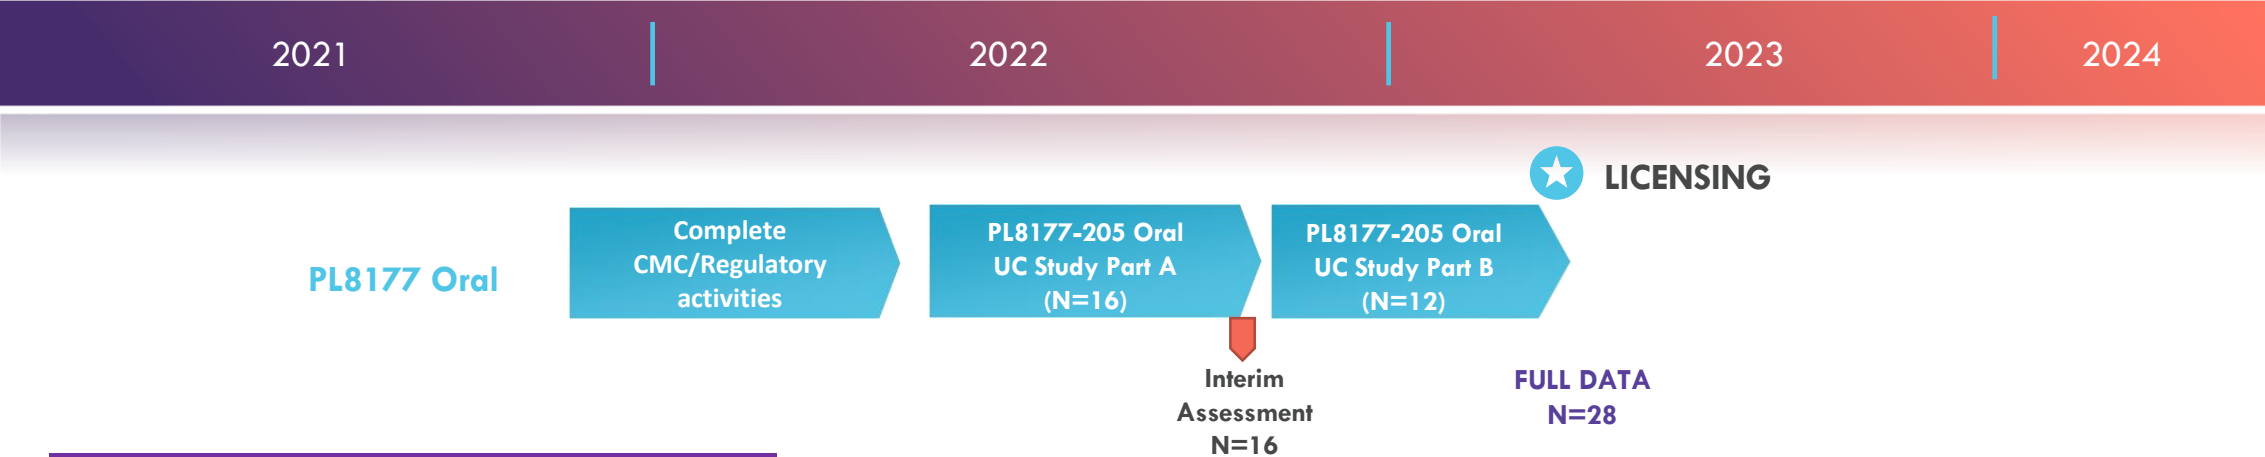 2021
2022
2023
2024
LICENSING
PL8177 Oral
Complete
CMC/Regulatory
activities
PL8177-205 Oral
UC Study Part A
(N=16)
PL8177-205 Oral
UC Study Part B
(N=12)
Interim
Assessment
N=16
FULL DATA
N=28